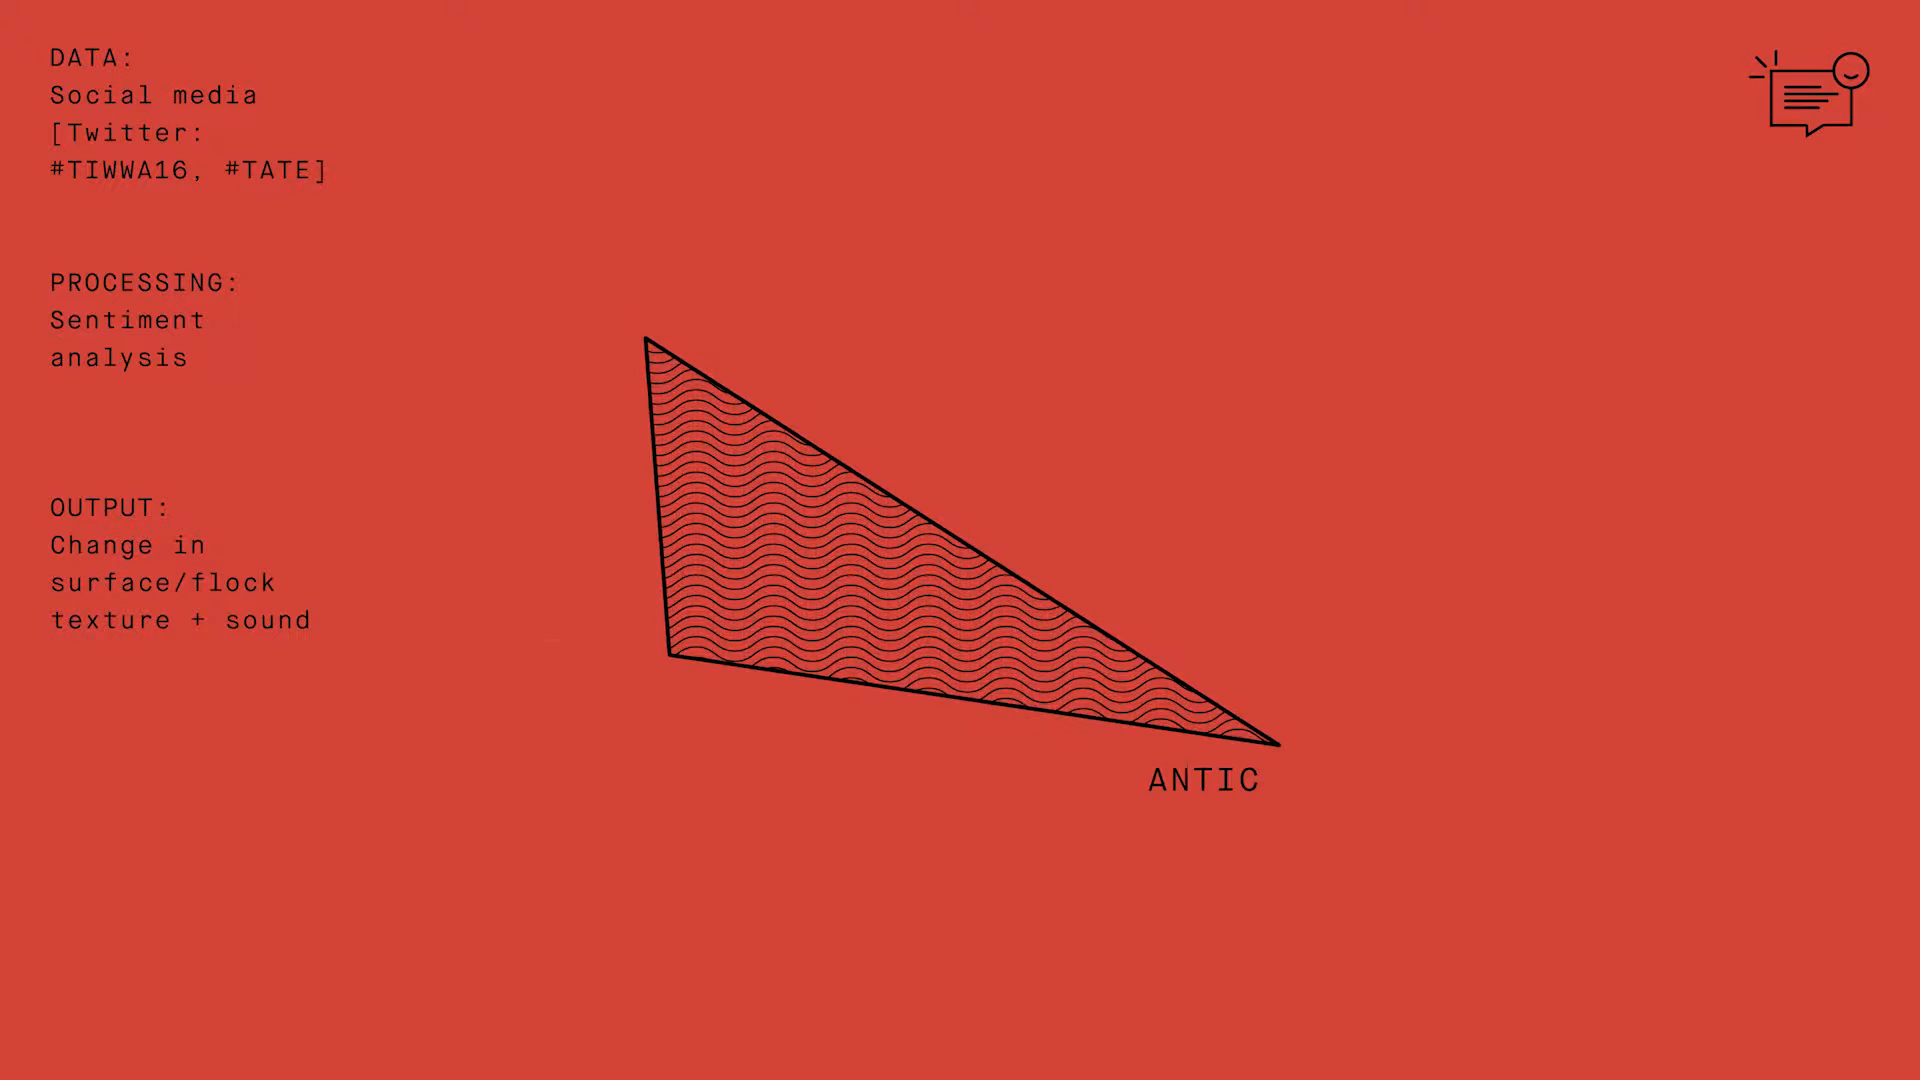 DATA:
Social media
[Twitter:
#TIWWA16, #TATE]
PROCESSING:
Sentiment
analysis
OUTPUT:
Change in
surface/flock
texture + sound
ANTIC